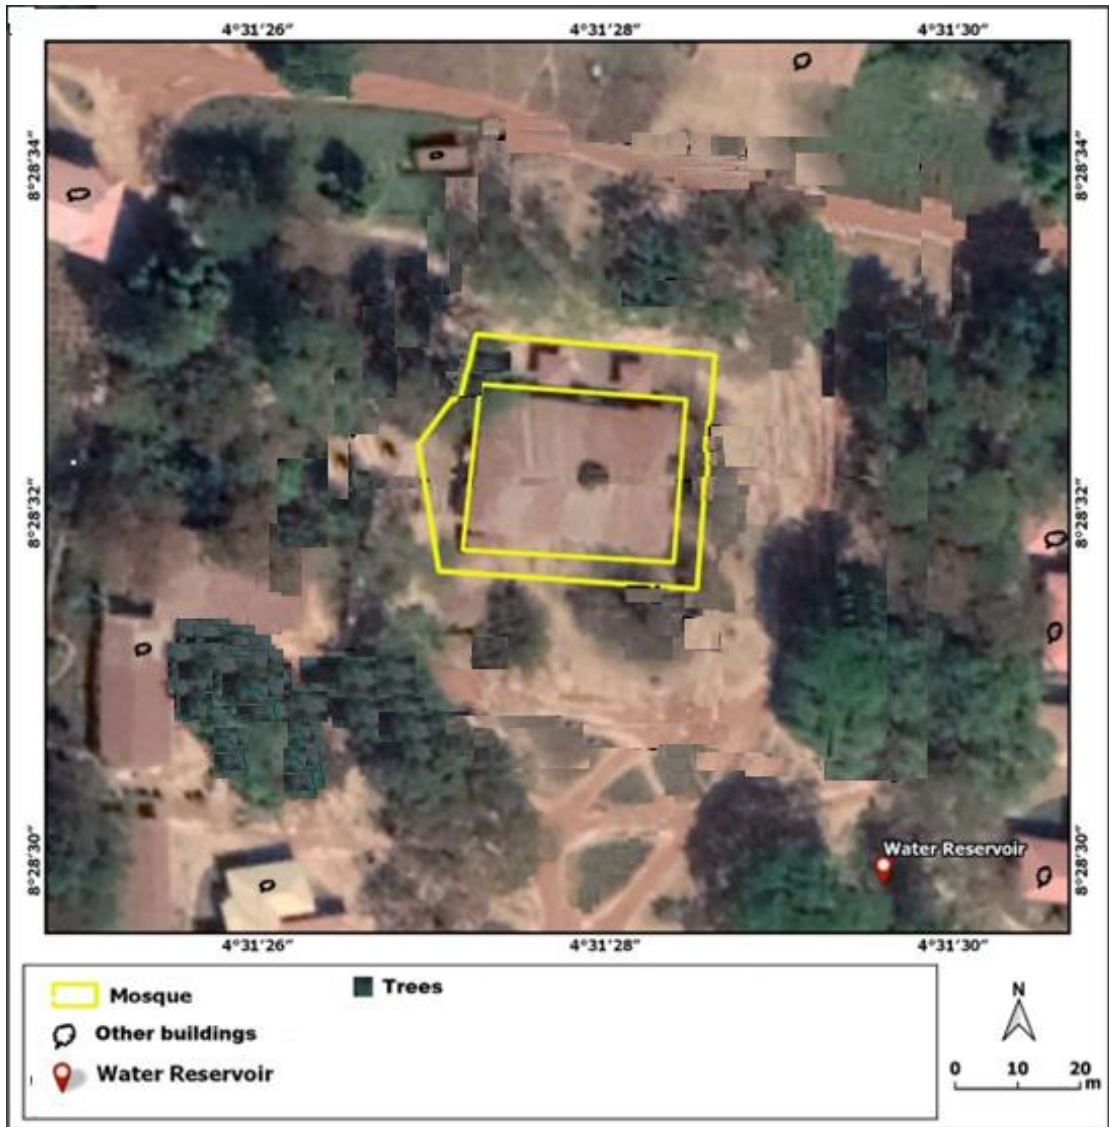 4°31’26” 4°31’28” 4°31’30”
8°28’34” 8°28’34”
8°28’32” 8°28’32”
8°28’30” 8°28’30”
Water Reservoir
4°31’26” 4°31’28” 4°31’30”
Mosque
Trees
Other buildings
Water Reservoir
N
0 10 20
m